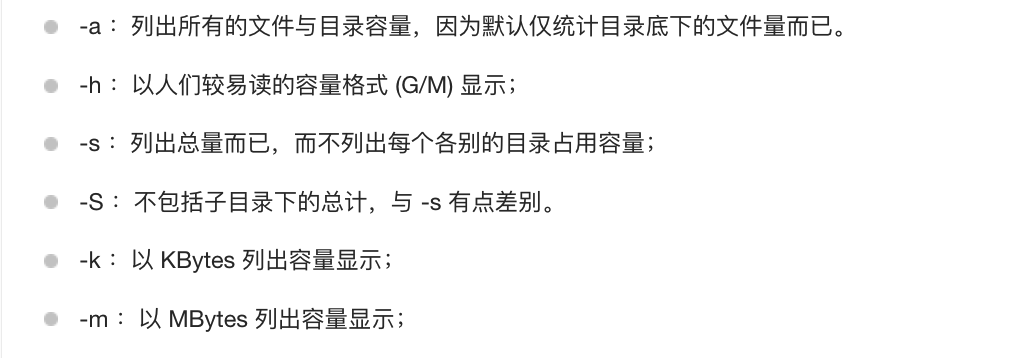 -a： 列出所有的文件与目录容量，因为默认仅统计目录底下的文件量而已。
-h： 以人们较易读的容量格式 (G/M) 显示；
-s： 列出总量而已，而不列出每个各别的目录占用容量；
-S： 不包括子目录下的总计，与 -s 有点差别。
-k： 以 KBytes 列出容量显示；
-m： 以 MBytes 列出容量显示；